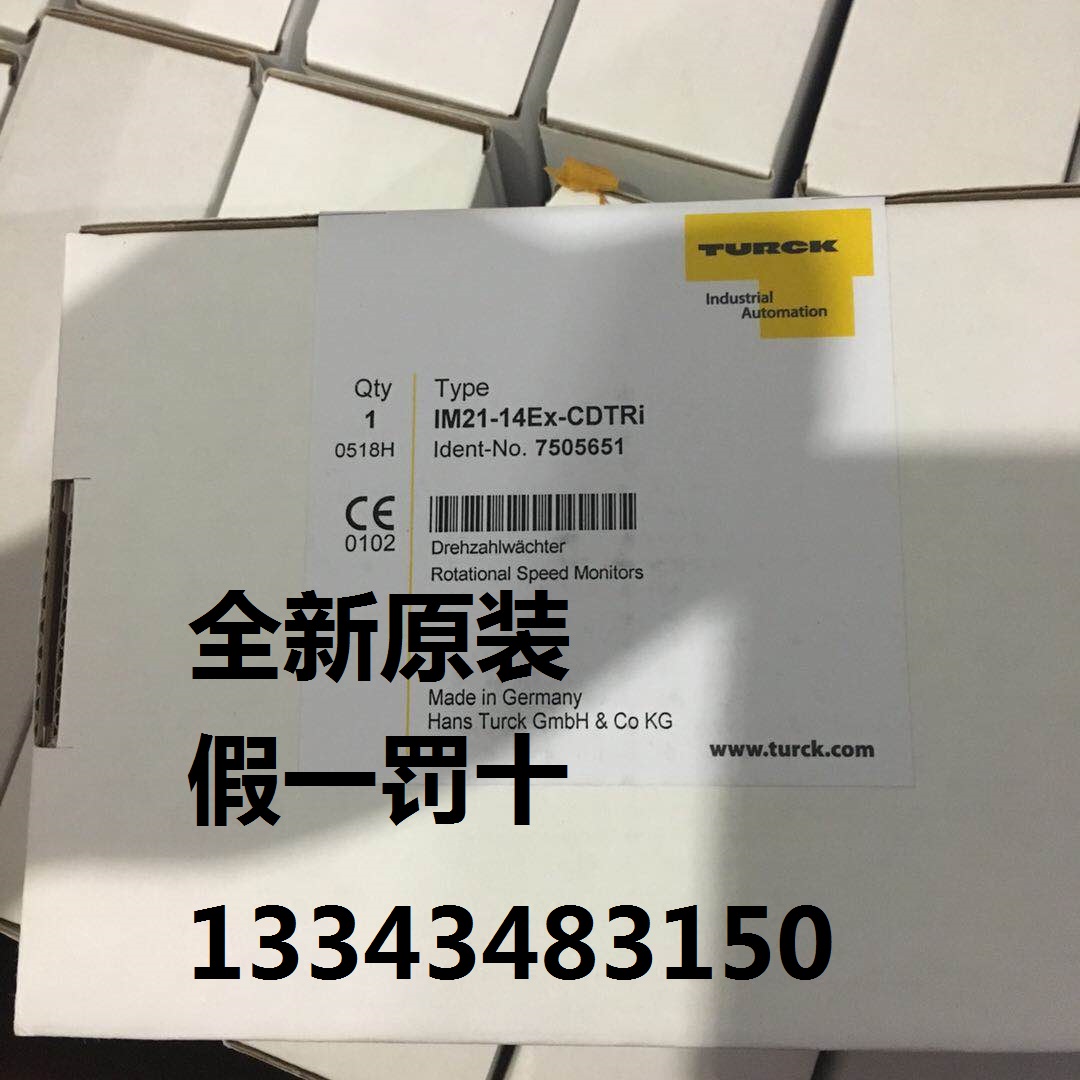 TURCK
Industrial
Automation
Qty Type
1 IM21-14Ex-CDTRi
0518H Ident-No. 7505651
CE
0102
Drehzahlwächter
Rotational Speed Monitors
全新原装
Made in Germany
Hans Turck GmbH & Co KG
www.turck.com
假一罚十
13343483150